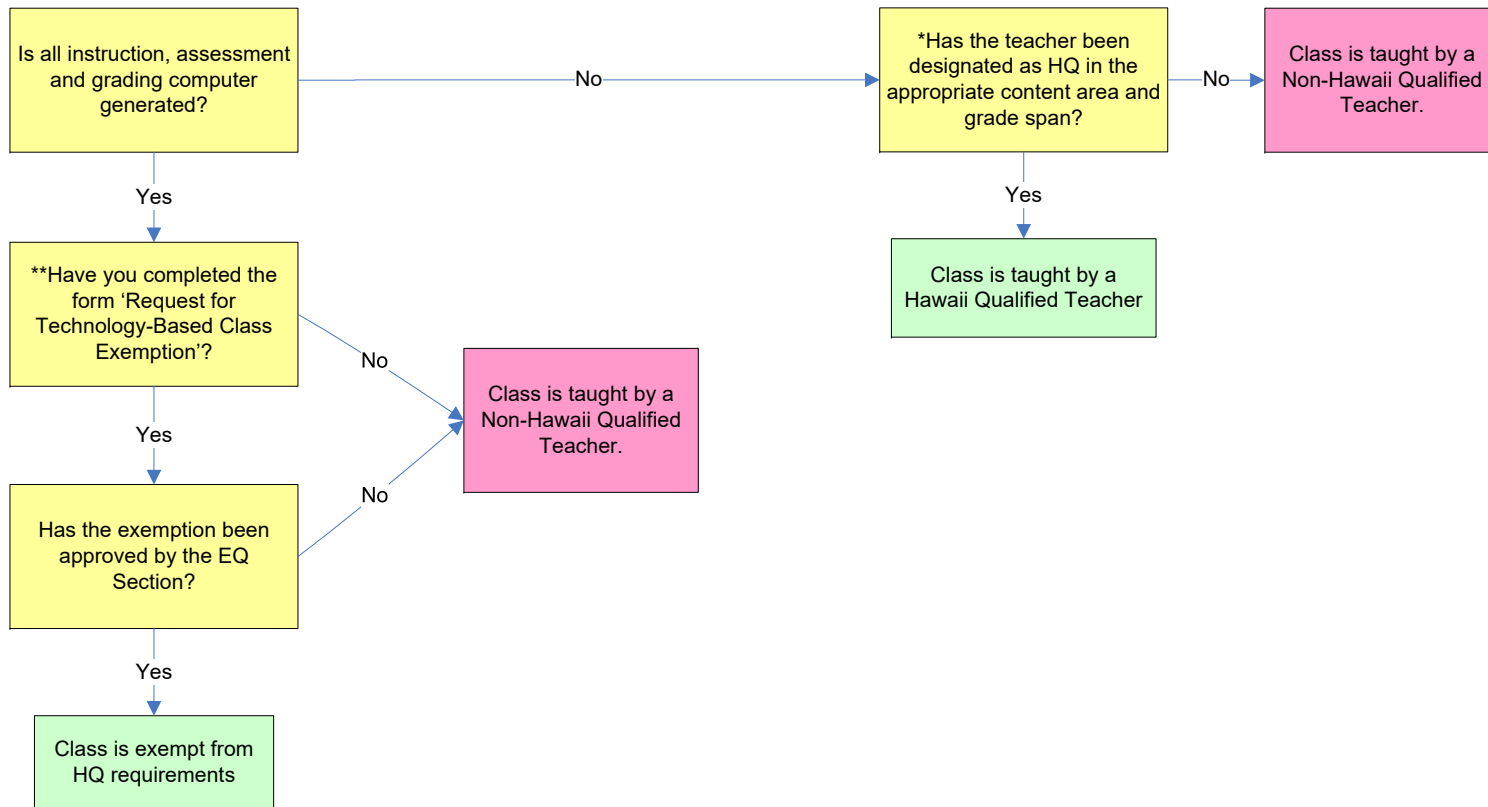 Is all instruction, assessment
and grading computer
generated?
No
*Has the teacher been
designated as HQ in the
appropriate content area and
grade span?
No
Class is taught by a
Non-Hawaii Qualified
Teacher.
Yes
Yes
**Have you completed the
form ‘Request for
Technology-Based Class
Exemption’?
Class is taught by a
Hawaii Qualified Teacher
No
Class is taught by a
Non-Hawaii Qualified
Teacher.
Yes
No
Has the exemption been
approved by the EQ
Section?
Yes
Class is exempt from
HQ requirements